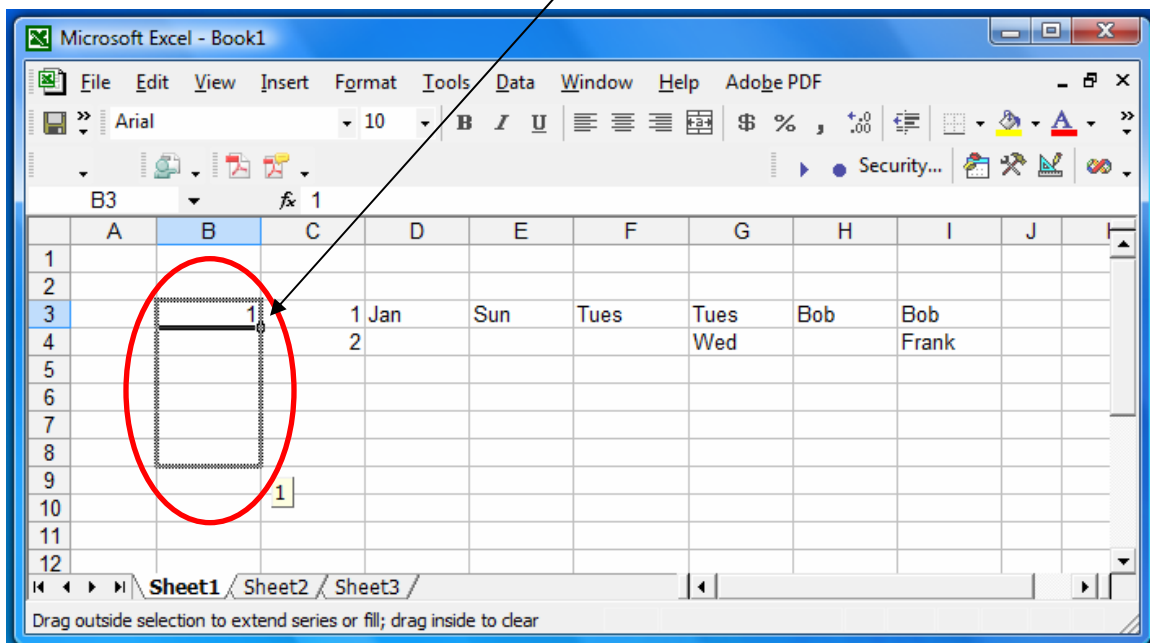 Microsoft Excel - Book1
File Edit View Insert Format Tools Data Window Help Adobe PDF
Arial 10 B I U $ % , .00
Security...
B3 fx 1
A B C D E F G H I J
1
2
3 1 1 Jan Sun Tues Tues Bob Bob
4 2 Wed Frank
5
6
7
8
9
1
10
11
12
Sheet1 Sheet2 Sheet3
Drag outside selection to extend series or fill; drag inside to clear